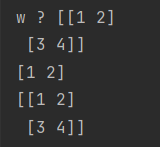 w ? [[1 2]
 [3 4]]
[1 2]
[[1 2]
 [3 4]]